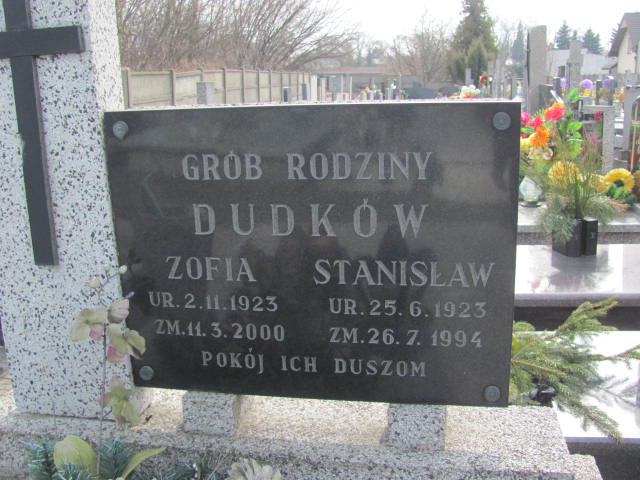 GRÓB RODZINY
DUDKÓW
ZOFIA STANISŁAW
UR. 2.11.1923 UR. 25.6.1923
ZM. 11.3.2000 ZM. 26.7.1994
POKÓJ ICH DUSZOM